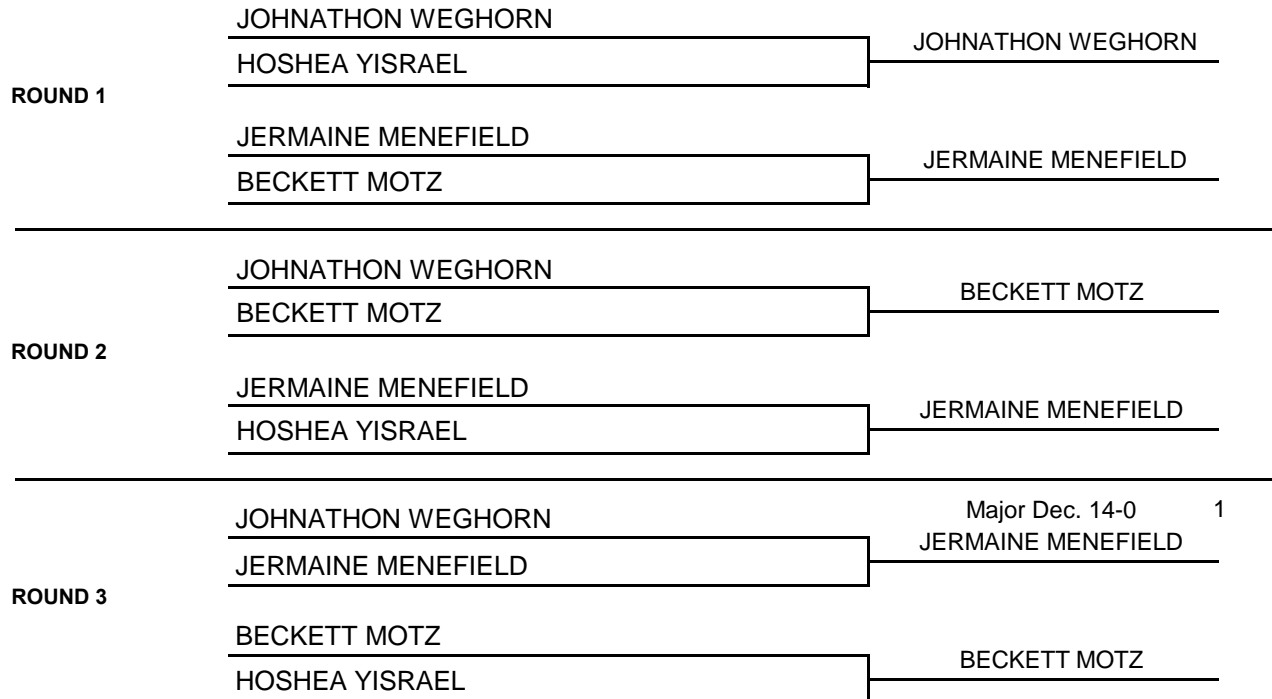 JOHNATHON WEGHORN
JOHNATHON WEGHORN
HOSHEA YISRAEL
ROUND 1
JERMAINE MENEFIELD
JERMAINE MENEFIELD
BECKETT MOTZ
JOHNATHON WEGHORN
BECKETT MOTZ
BECKETT MOTZ
ROUND 2
JERMAINE MENEFIELD
JERMAINE MENEFIELD
HOSHEA YISRAEL
Major Dec. 14-0 1
JOHNATHON WEGHORN
JERMAINE MENEFIELD
JERMAINE MENEFIELD
ROUND 3
BECKETT MOTZ
BECKETT MOTZ
HOSHEA YISRAEL